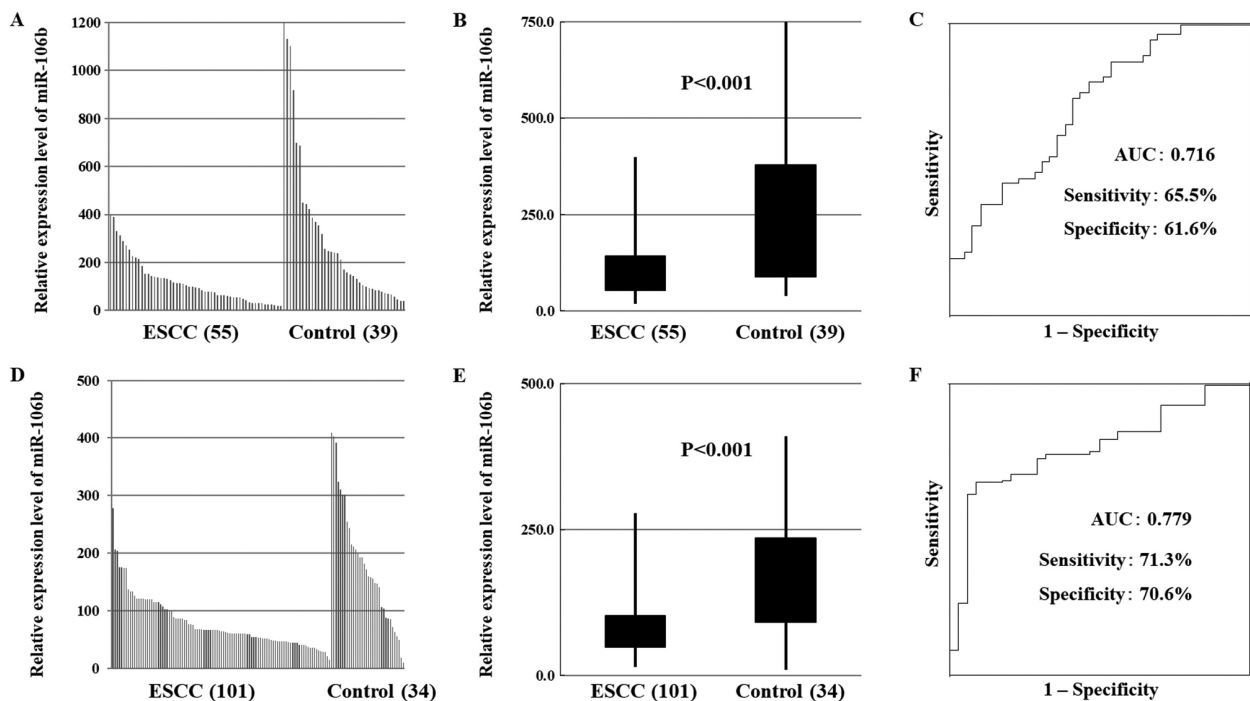 A
Relative expression level of miR-106b
1200
1000
800
600
400
200
0
ESCC (55)
Control (39)
B
Relative expression level of miR-106b
750.0
500.0
250.0
0.0
P<0.001
ESCC (55)
Control (39)
C
Sensitivity
AUC: 0.716
Sensitivity: 65.5%
Specificity: 61.6%
1 – Specificity
D
Relative expression level of miR-106b
500
400
300
200
100
0
ESCC (101)
Control (34)
E
Relative expression level of miR-106b
500.0
250.0
0.0
P<0.001
ESCC (101)
Control (34)
F
Sensitivity
AUC: 0.779
Sensitivity: 71.3%
Specificity: 70.6%
1 – Specificity